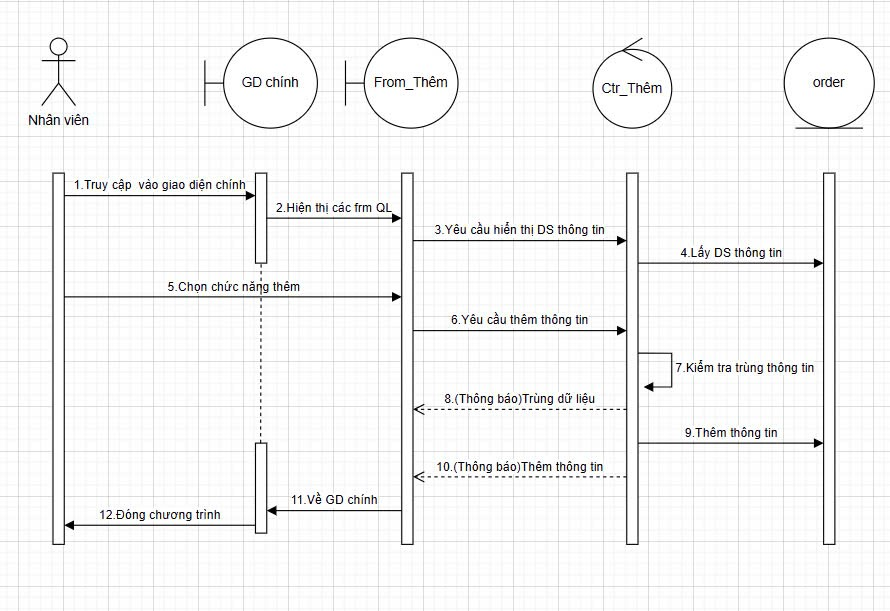 GD chính
From_Thêm
Ctr_Thêm
order
Nhân viên
1.Truy cập vào giao diện chính
2.Hiện thị các frm QL
3.Yêu cầu hiển thị DS thông tin
4.Lấy DS thông tin
5.Chọn chức năng thêm
6.Yêu cầu thêm thông tin
7.Kiểm tra trùng thông tin
8.(Thông báo)Trùng dữ liệu
9.Thêm thông tin
10.(Thông báo)Thêm thông tin
11.Về GD chính
12.Đóng chương trình